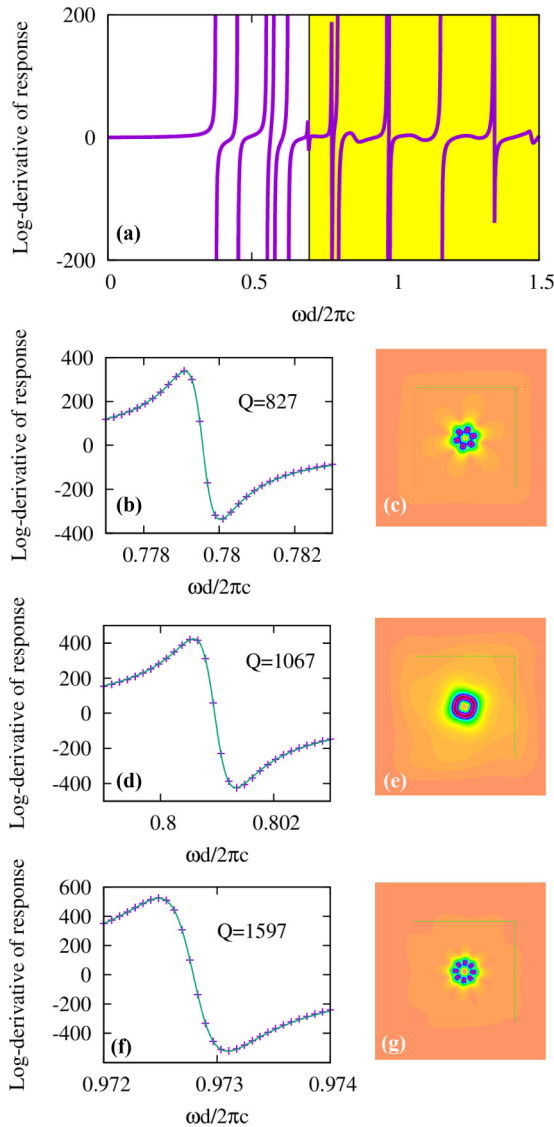 Log-derivative of response
200
0
-200
(a)
0
0.5
1
1.5
ωd/2πc
Log-derivative of response
400
200
0
-200
-400
Q=827
(b)
0.778
0.78
0.782
ωd/2πc
(c)
Log-derivative of response
400
200
0
-200
-400
Q=1067
(d)
0.8
0.802
ωd/2πc
(e)
Log-derivative of response
600
400
200
0
-200
-400
Q=1597
(f)
0.972
0.973
0.974
ωd/2πc
(g)